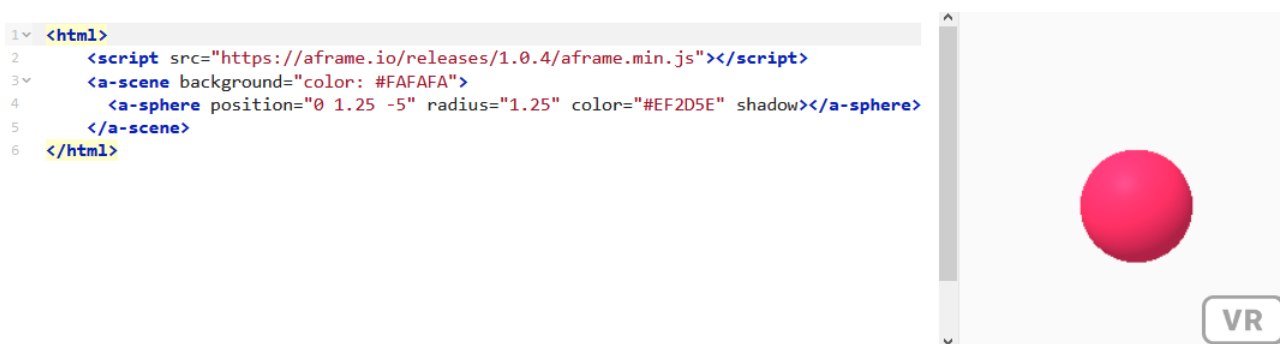 1 <html>
2 <script src="https://aframe.io/releases/1.0.4/aframe.min.js"></script>
3 <a-scene background="color: #FAFAFA">
4 <a-sphere position="0 1.25 -5" radius="1.25" color="#EF2D5E" shadow></a-sphere>
5 </a-scene>
6 </html>
VR